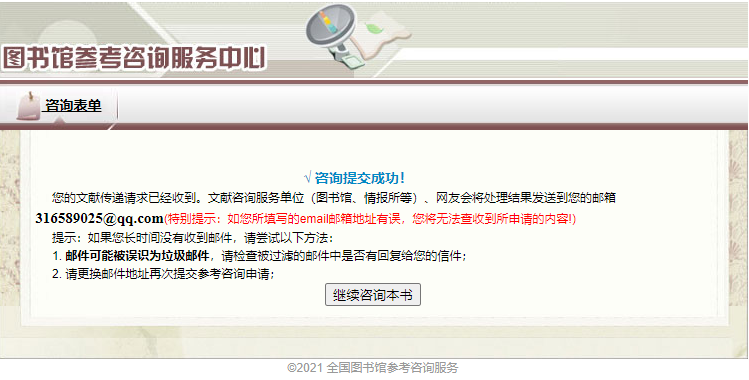 图书馆参考咨询服务中心
咨询表单
√ 咨询提交成功！
您的文献传递请求已经收到。文献咨询服务单位（图书馆、情报所等）、网友会将处理结果发送到您的邮箱
316589025@qq.com(特别提示：如您所填写的email邮箱地址有误，您将无法查收到所申请的内容!)
提示：如果您长时间没有收到邮件，请尝试以下方法：
1. 邮件可能被误识为垃圾邮件，请检查被过滤的邮件中是否有回复给您的信件；
2. 请更换邮件地址再次提交参考咨询申请；
继续咨询本书
©2021 全国图书馆参考咨询服务